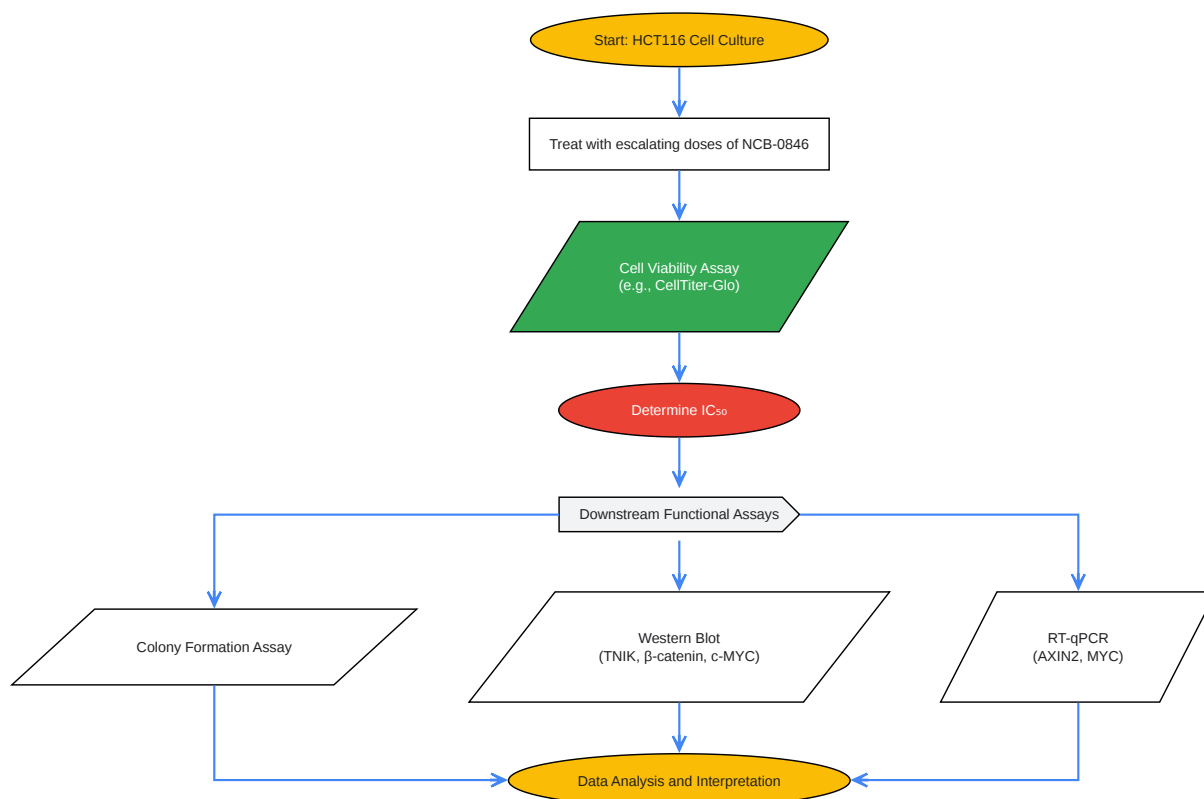 Start: HCT116 Cell Culture
Treat with escalating doses of NCB-0846
Cell Viability Assay
(e.g., CellTiter-Glo)
Determine IC₅₀
Downstream Functional Assays
Colony Formation Assay
Western Blot
(TNIK, β-catenin, c-MYC)
RT-qPCR
(AXIN2, MYC)
Data Analysis and Interpretation